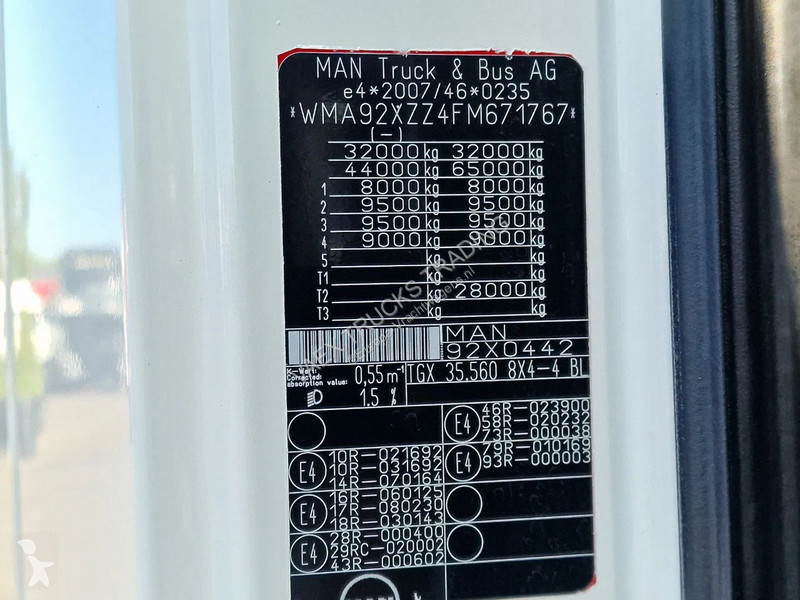 MAN Truck & Bus AG
e4*2007/46*0235
*WMA92XZZ4FM671767*
(-)
32000 kg 32000 kg
44000 kg 65000 kg
1 8000 kg 8000 kg
2 9500 kg 9500 kg
3 9500 kg 9500 kg
4 9000 kg 9000 kg
5 kg kg
T1 kg kg
T2 kg 28000 kg
T3 kg kg
MAN
92X0442
K-Wert:
Corrected:
absorption value:
0,55 m-1
TGX 35.560 8X4-4 BL
1.5 %
E4 46R-023900
58R-020232
73R-000038
E4 10R-021692
10R-031692
14R-070164
E4 79R-010169
93R-000003
E4 16R-060125
17R-080230
18R-030143
E4 28R-000400
29RC-020002
43R-000602
TRUCKS TRADING